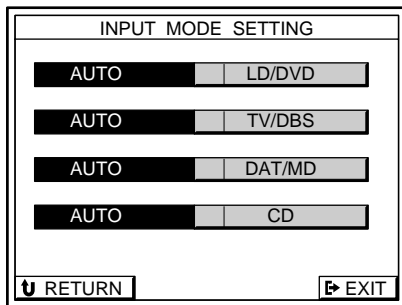 INPUT MODE SETTING
AUTO LD/DVD
AUTO TV/DBS
AUTO DAT/MD
AUTO CD
RETURN EXIT